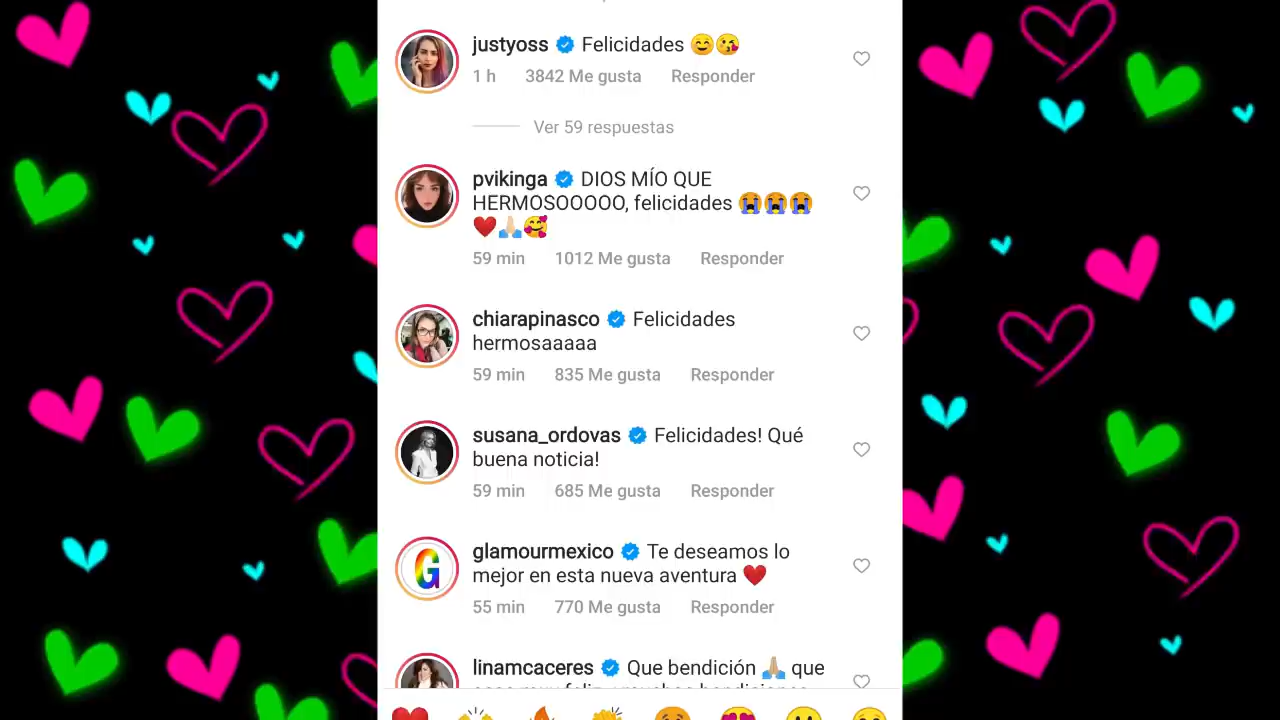 justyoss Felicidades 😊😘
1 h 3842 Me gusta Responder
Ver 59 respuestas
pvikinga DIOS MÍO QUE
HERMOSOOOOO, felicidades 😭😭😭
❤️🙏🏻🥰
59 min 1012 Me gusta Responder
chiarapinasco Felicidades
hermosaaaaa
59 min 835 Me gusta Responder
susana_ordovas Felicidades! Qué
buena noticia!
59 min 685 Me gusta Responder
G
glamourmexico Te deseamos lo
mejor en esta nueva aventura ❤️
55 min 770 Me gusta Responder
linamcaceres Que bendición 🙏🏼 que